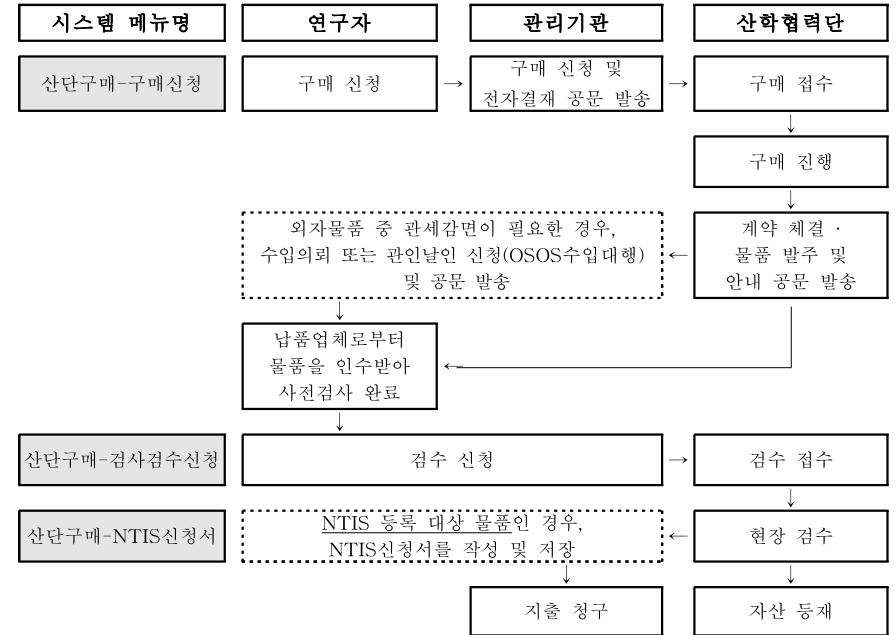 시스템 메뉴명
연구자
관리기관
산학협력단
산단구매-구매신청
구매 신청
→
구매 신청 및
전자결재 공문 발송
→
구매 접수
↓
구매 진행
↓
외자물품 중 관세감면이 필요한 경우,
수입의뢰 또는 관인날인 신청(OSOS수입대행)
및 공문 발송
←
계약 체결 ·
물품 발주 및
안내 공문 발송
↓
납품업체로부터
물품을 인수받아
사전검사 완료
←
↓
산단구매-검사검수신청
검수 신청
→
검수 접수
↓
산단구매-NTIS신청서
NTIS 등록 대상 물품인 경우,
NTIS신청서를 작성 및 저장
←
현장 검수
↓
↓
지출 청구
자산 등재